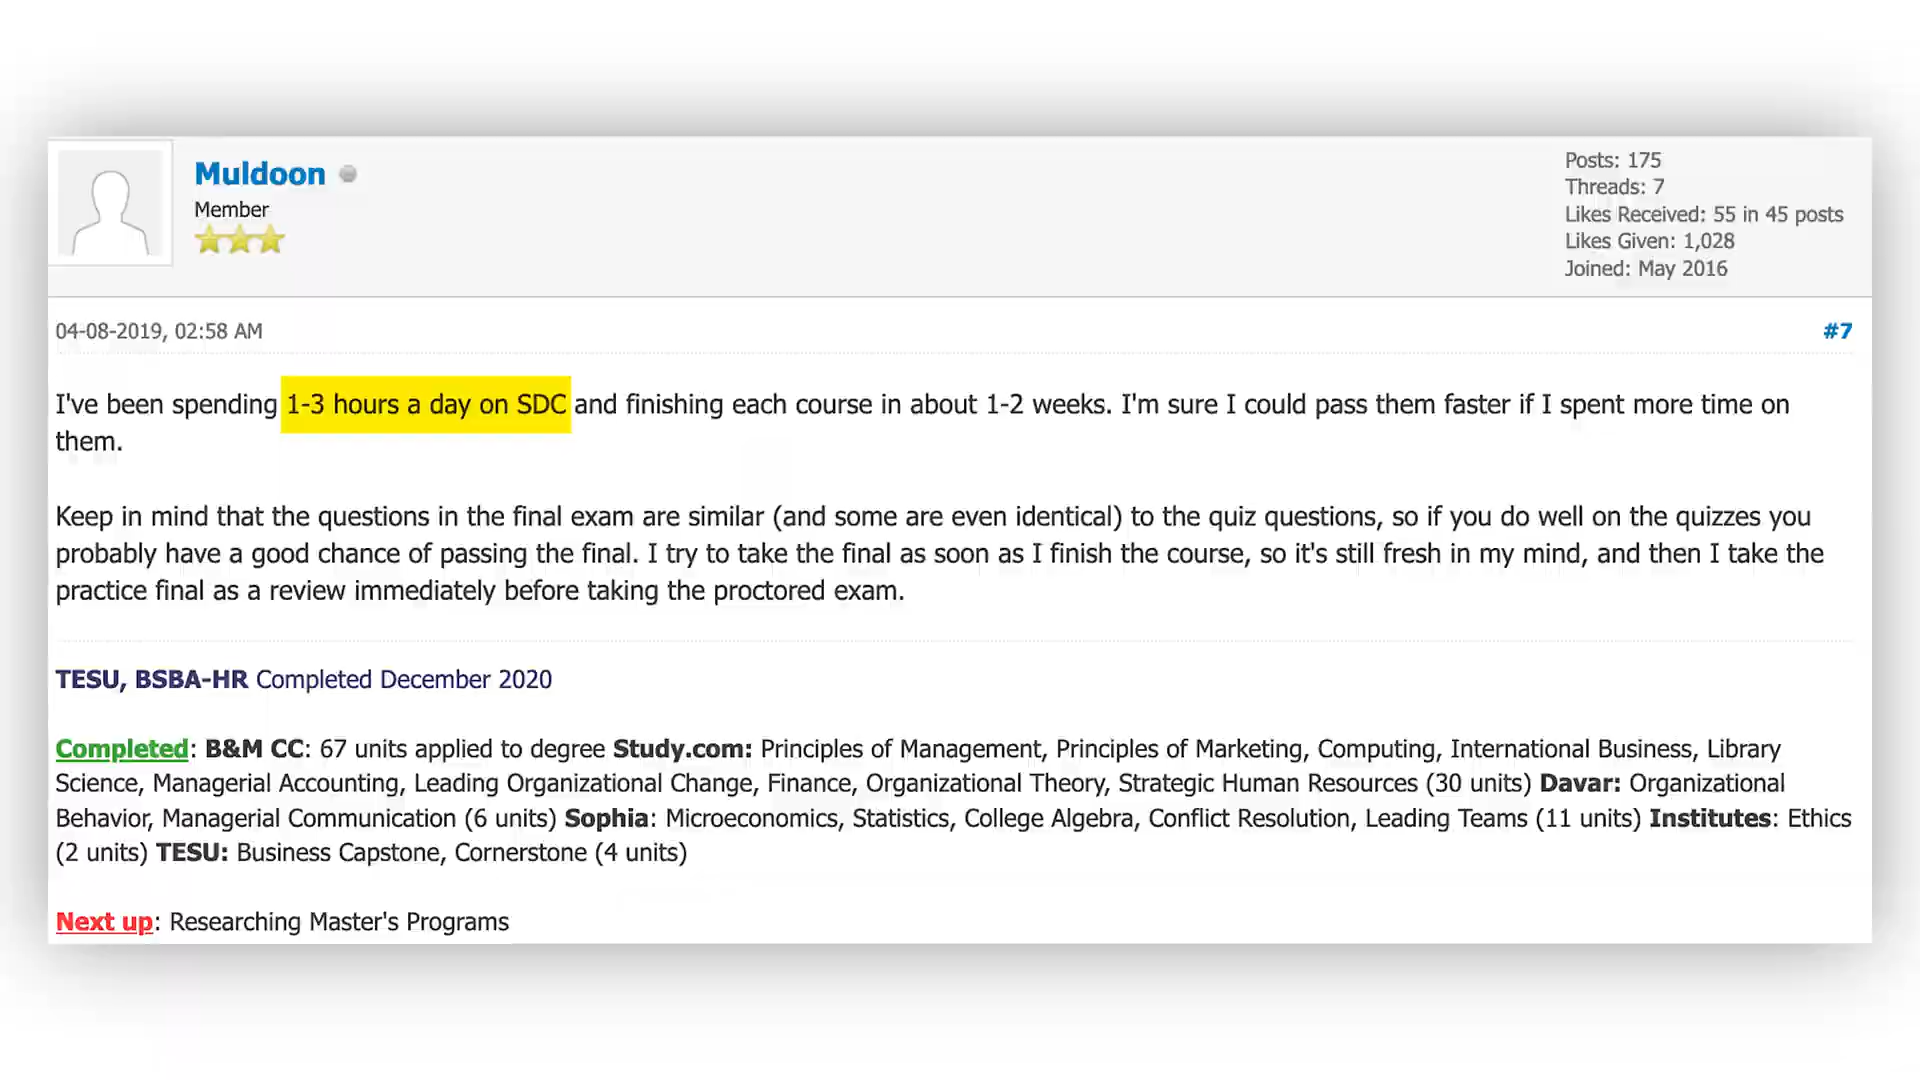 Muldoon
Member
Posts: 175
Threads: 7
Likes Received: 55 in 45 posts
Likes Given: 1,028
Joined: May 2016
04-08-2019, 02:58 AM
#7
I've been spending 1-3 hours a day on SDC and finishing each course in about 1-2 weeks. I'm sure I could pass them faster if I spent more time on
them.
Keep in mind that the questions in the final exam are similar (and some are even identical) to the quiz questions, so if you do well on the quizzes you
probably have a good chance of passing the final. I try to take the final as soon as I finish the course, so it's still fresh in my mind, and then I take the
practice final as a review immediately before taking the proctored exam.
TESU, BSBA-HR Completed December 2020
Completed: B&M CC: 67 units applied to degree Study.com: Principles of Management, Principles of Marketing, Computing, International Business, Library
Science, Managerial Accounting, Leading Organizational Change, Finance, Organizational Theory, Strategic Human Resources (30 units) Davar: Organizational
Behavior, Managerial Communication (6 units) Sophia: Microeconomics, Statistics, College Algebra, Conflict Resolution, Leading Teams (11 units) Institutes: Ethics
(2 units) TESU: Business Capstone, Cornerstone (4 units)
Next up: Researching Master's Programs